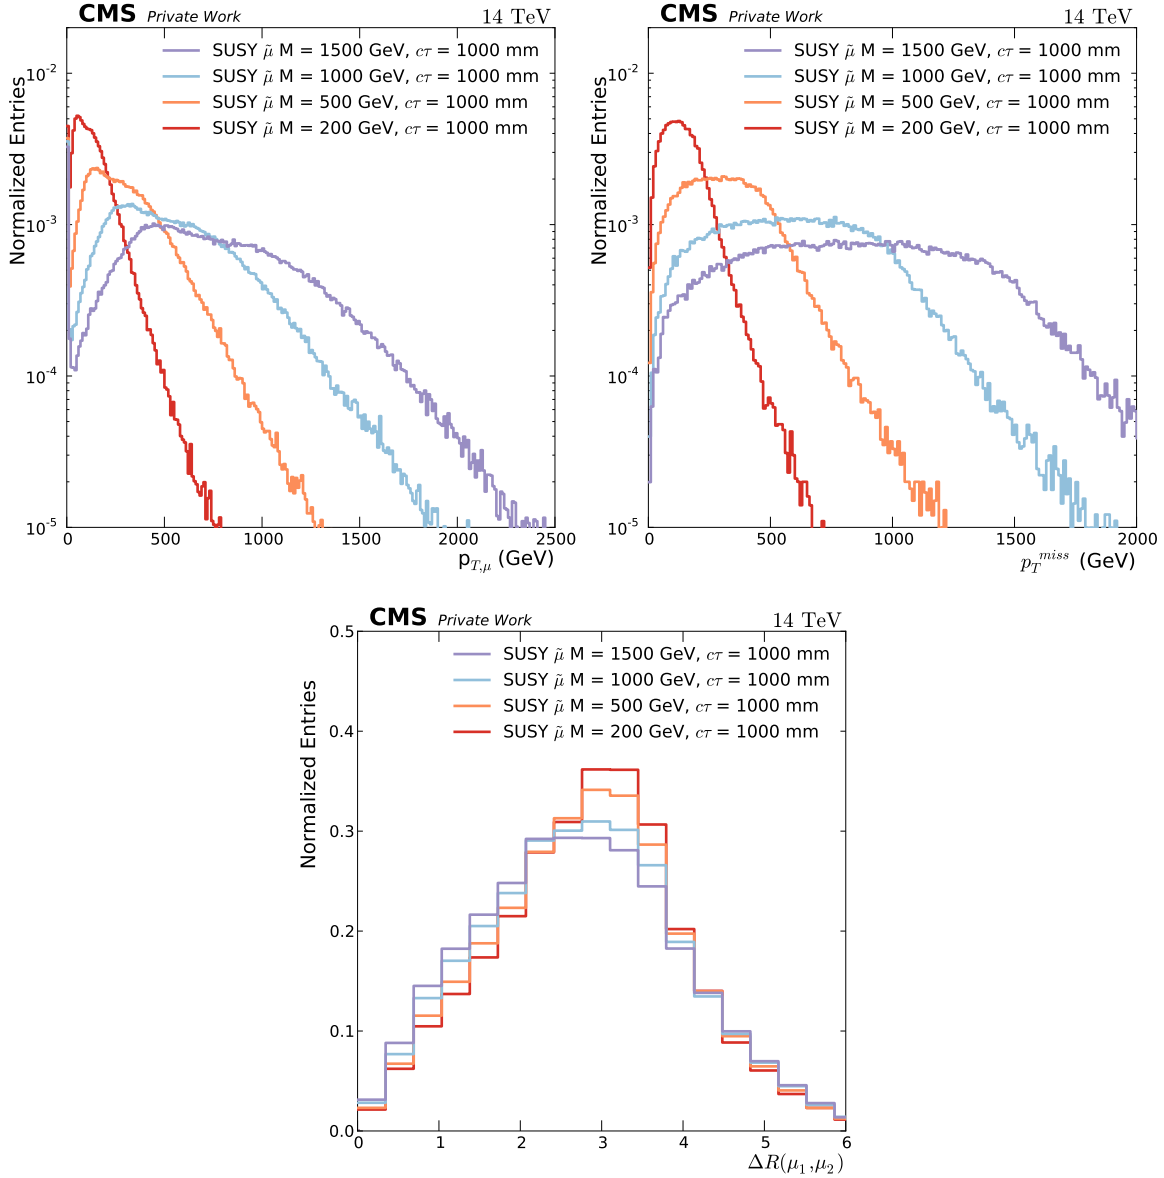 CMS Private Work 14 TeV
SUSY μ̃ M = 1500 GeV, cτ = 1000 mm
SUSY μ̃ M = 1000 GeV, cτ = 1000 mm
SUSY μ̃ M = 500 GeV, cτ = 1000 mm
SUSY μ̃ M = 200 GeV, cτ = 1000 mm
Normalized Entries
10⁻²
10⁻³
10⁻⁴
10⁻⁵
0 500 1000 1500 2000 2500
p_{T,μ} (GeV)
CMS Private Work 14 TeV
SUSY μ̃ M = 1500 GeV, cτ = 1000 mm
SUSY μ̃ M = 1000 GeV, cτ = 1000 mm
SUSY μ̃ M = 500 GeV, cτ = 1000 mm
SUSY μ̃ M = 200 GeV, cτ = 1000 mm
Normalized Entries
10⁻²
10⁻³
10⁻⁴
10⁻⁵
0 500 1000 1500 2000
p_T^{miss} (GeV)
CMS Private Work 14 TeV
SUSY μ̃ M = 1500 GeV, cτ = 1000 mm
SUSY μ̃ M = 1000 GeV, cτ = 1000 mm
SUSY μ̃ M = 500 GeV, cτ = 1000 mm
SUSY μ̃ M = 200 GeV, cτ = 1000 mm
Normalized Entries
0.5
0.4
0.3
0.2
0.1
0.0
0 1 2 3 4 5 6
ΔR(μ₁,μ₂)